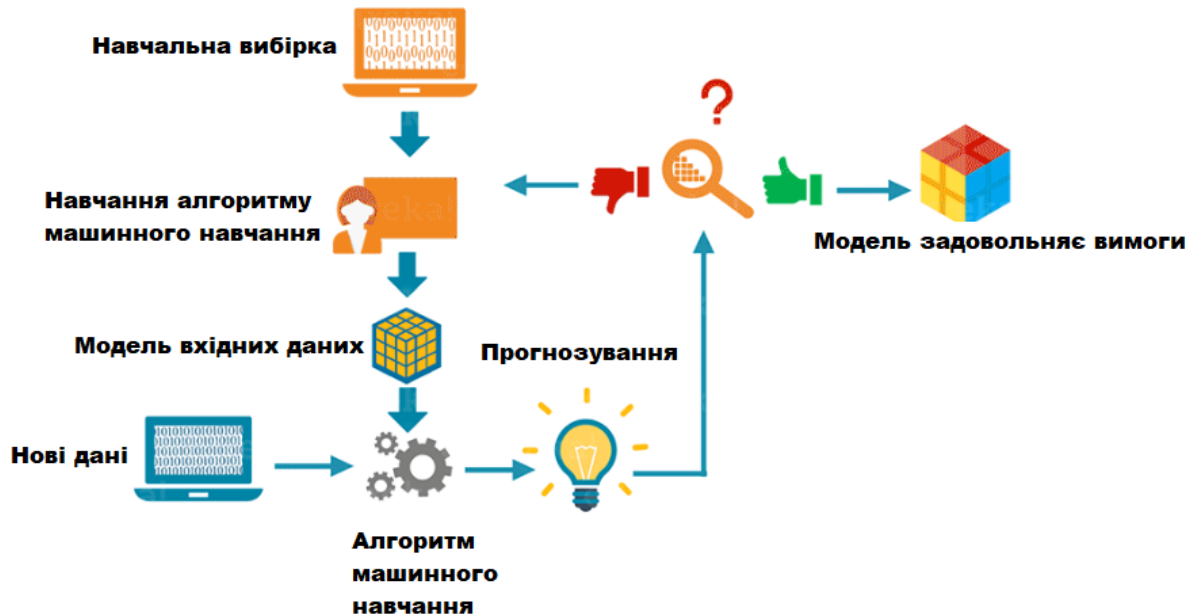 Навчальна вибірка
Навчання алгоритму
машинного навчання
Модель вхідних даних
Нові дані
Алгоритм
машинного
навчання
Прогнозування
?
Модель задовольняє вимоги